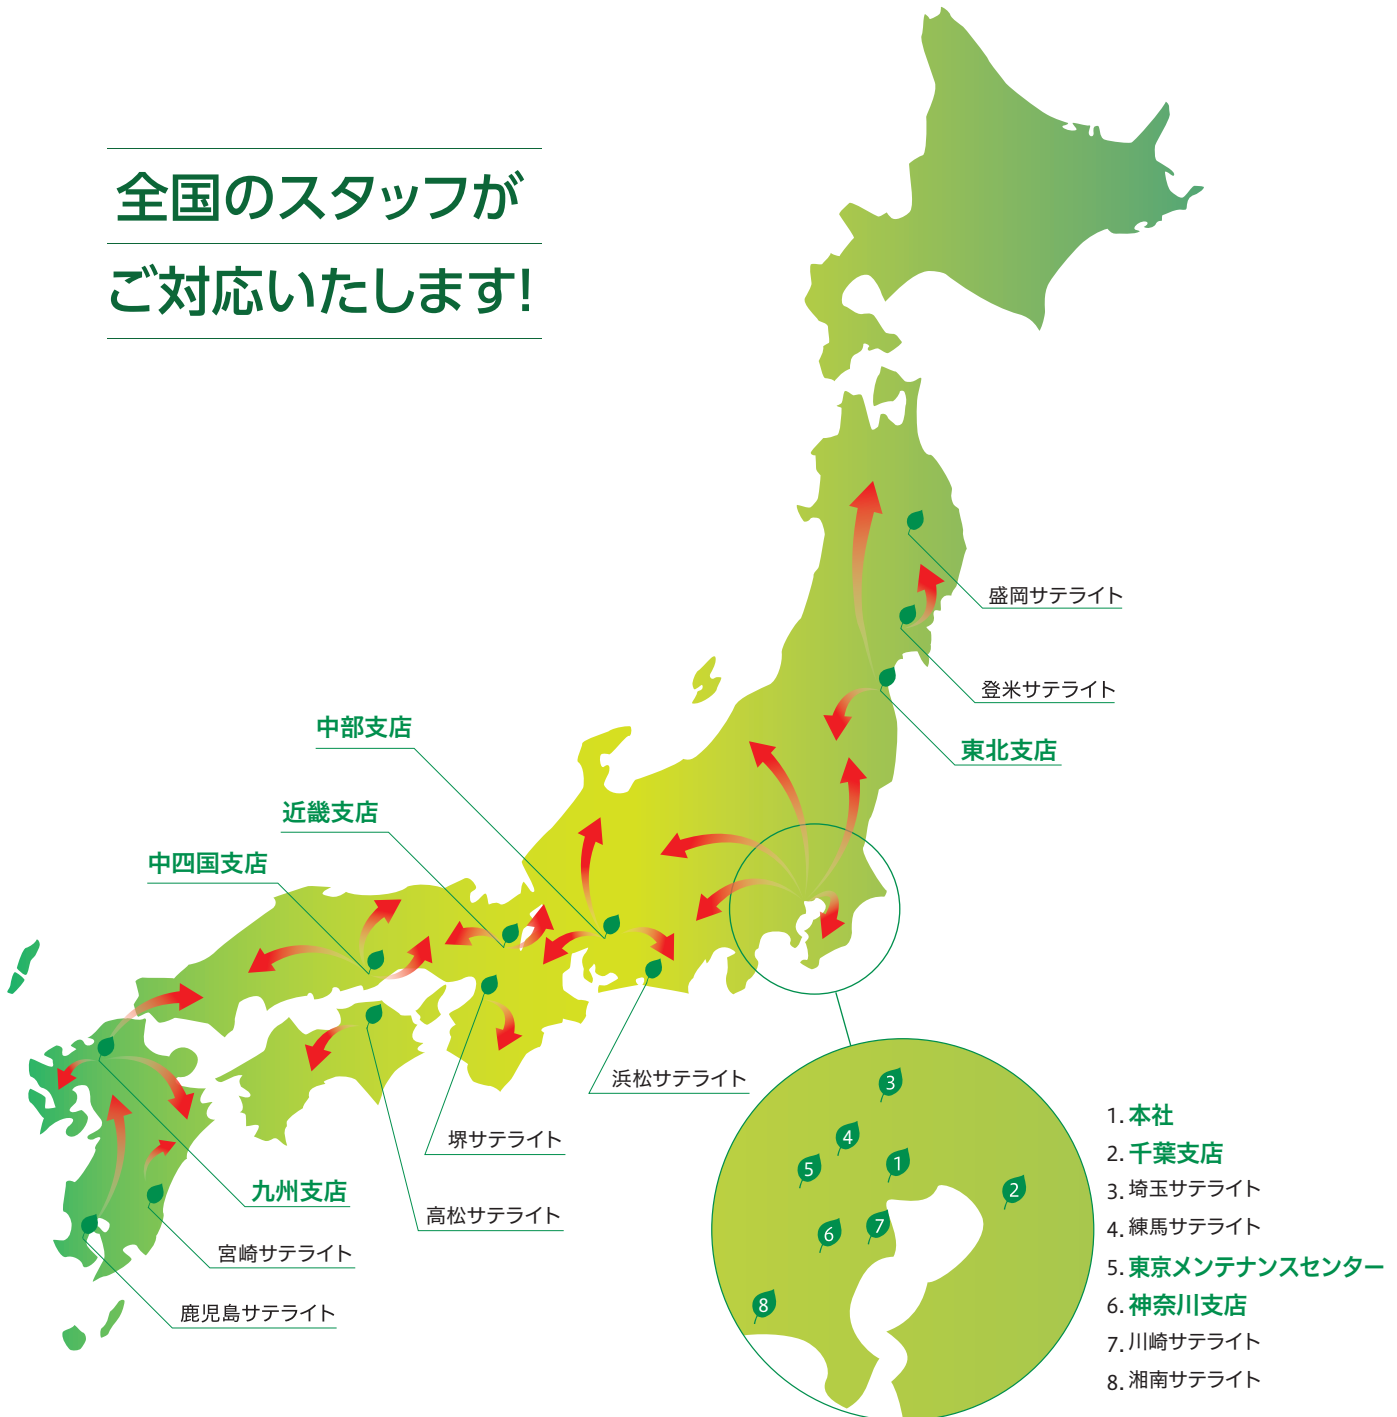 全国のスタッフが
ご対応いたします!
盛岡サテライト
登米サテライト
東北支店
中部支店
近畿支店
中四国支店
浜松サテライト
堺サテライト
高松サテライト
九州支店
宮崎サテライト
鹿児島サテライト
3
4
1
5
2
7
6
8
1. 本社
2. 千葉支店
3. 埼玉サテライト
4. 練馬サテライト
5. 東京メンテナンスセンター
6. 神奈川支店
7. 川崎サテライト
8. 湘南サテライト